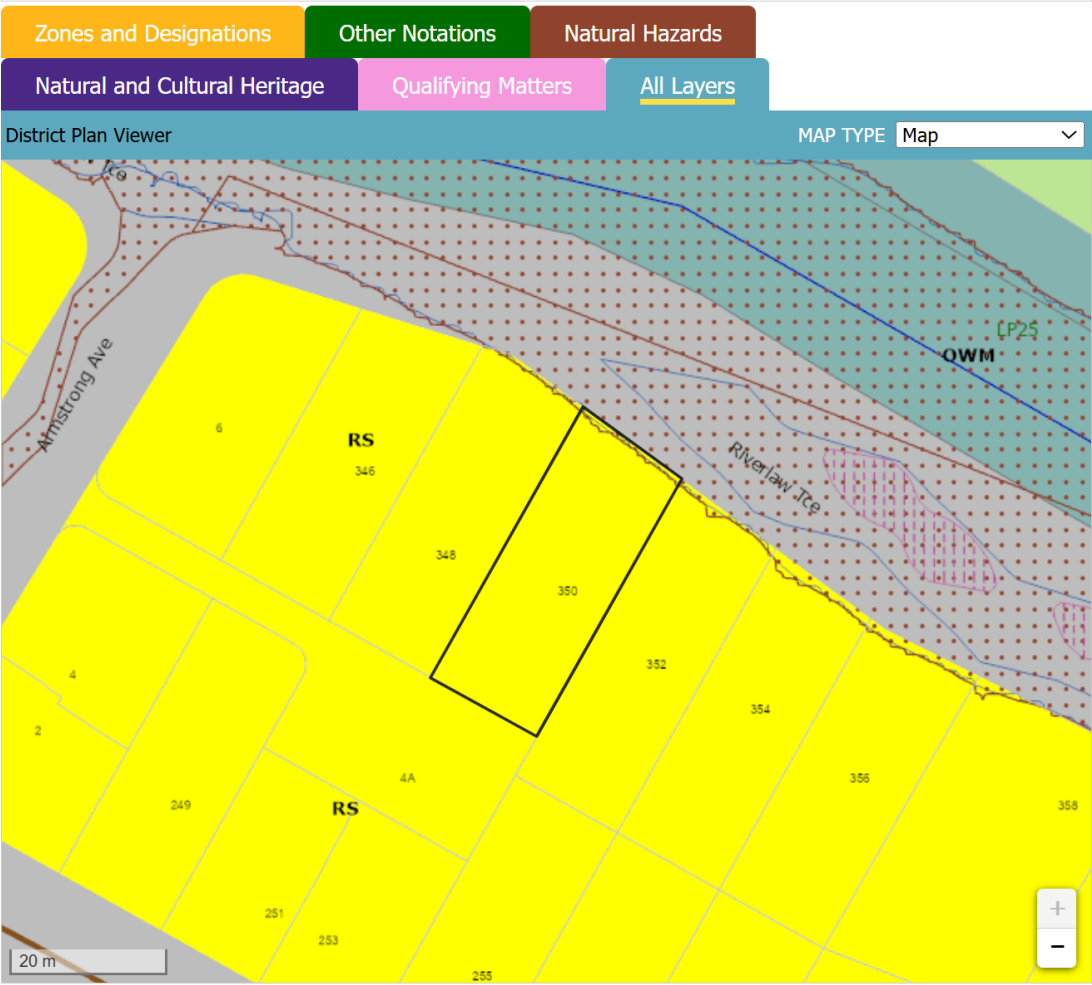 Zones and Designations
Other Notations
Natural Hazards
Natural and Cultural Heritage
Qualifying Matters
All Layers
District Plan Viewer
MAP TYPE
Map
Tce
LP25
OWM
Armstrong Ave
6
RS
346
Riverlaw Tce
348
350
352
4
354
2
4A
356
249
RS
358
251
253
20 m
255
+
−